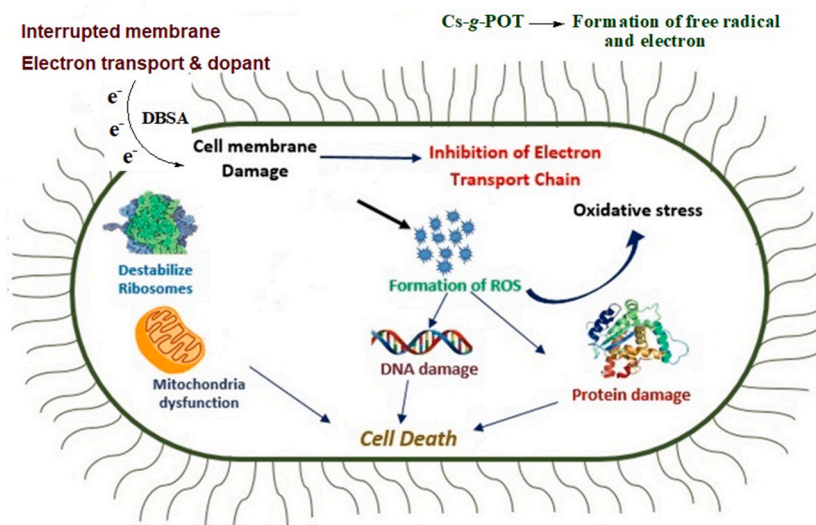 Interrupted membrane
Electron transport & dopant
Cs-g-POT
Formation of free radical
and electron
e⁻
e⁻
e⁻
DBSA
Cell membrane
Damage
Inhibition of Electron
Transport Chain
Oxidative stress
Destabilize
Ribosomes
Formation of ROS
Mitochondria
dysfunction
DNA damage
Protein damage
Cell Death